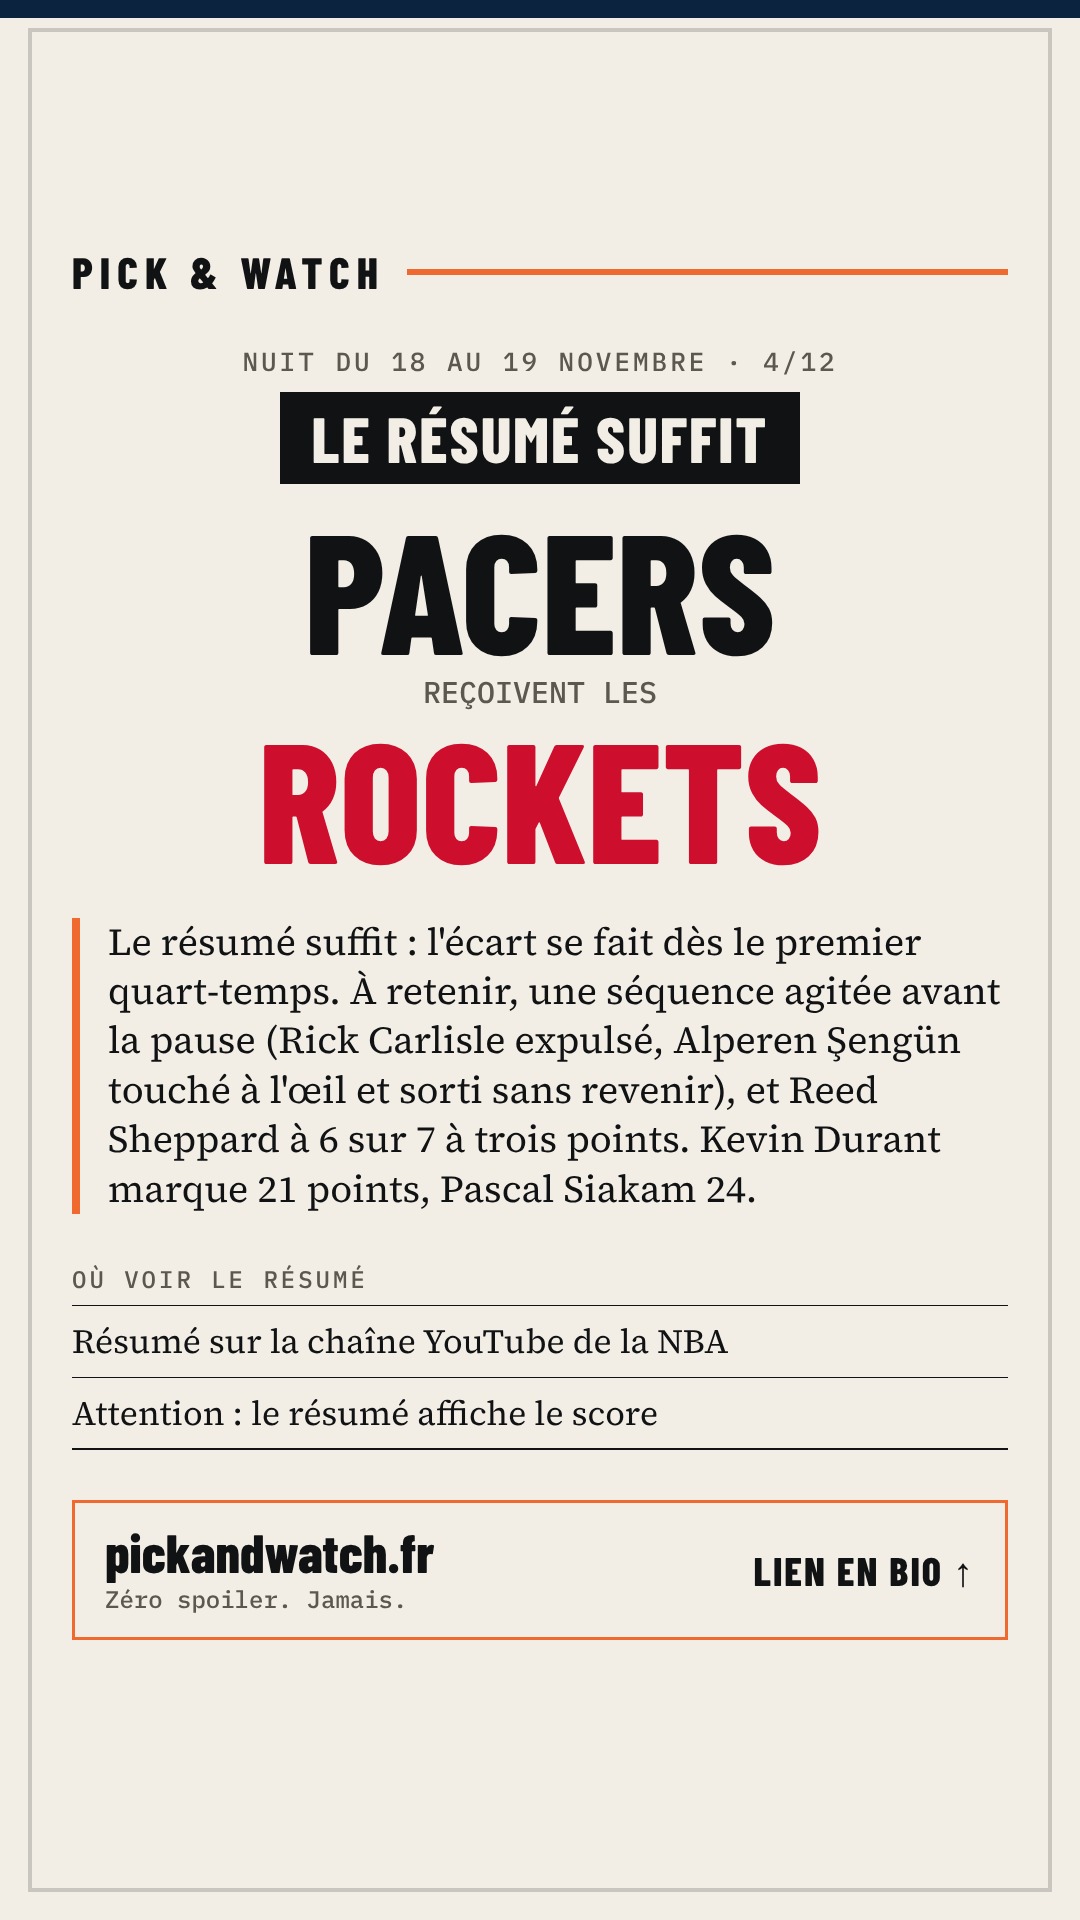 PICK & WATCH
NUIT DU 18 AU 19 NOVEMBRE · 4/12
LE RÉSUMÉ SUFFIT
PACERS
REÇOIVENT LES
ROCKETS
Le résumé suffit : l'écart se fait dès le premier
quart-temps. À retenir, une séquence agitée avant
la pause (Rick Carlisle expulsé, Alperen Şengün
touché à l'œil et sorti sans revenir), et Reed
Sheppard à 6 sur 7 à trois points. Kevin Durant
marque 21 points, Pascal Siakam 24.
OÙ VOIR LE RÉSUMÉ
Résumé sur la chaîne YouTube de la NBA
Attention : le résumé affiche le score
pickandwatch.fr
Zéro spoiler. Jamais.
LIEN EN BIO ↑